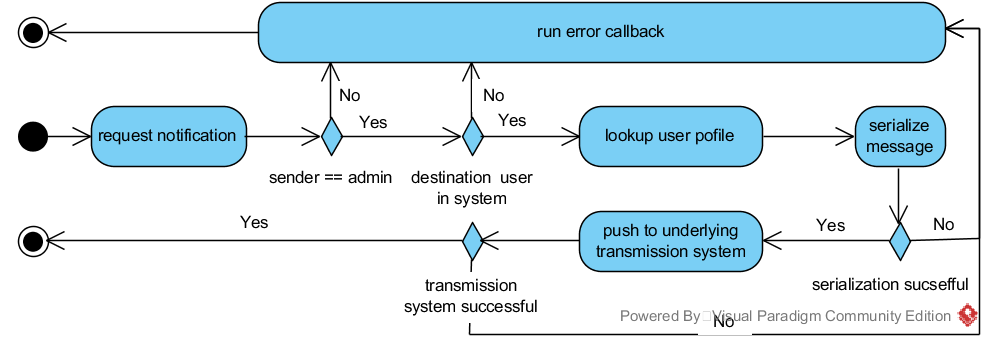 run error callback
No
No
Yes
Yes
request notification
lookup user pofile
serialize
message
sender == admin
destination user
in system
Yes
push to underlying
transmission system
Yes
No
transmission
system successful
serialization sucsefful
Powered By Visual Paradigm Community Edition
No